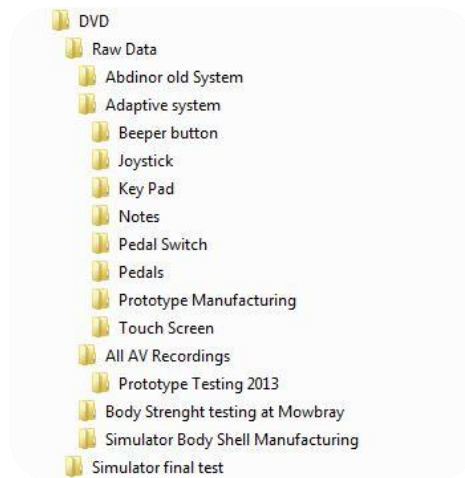 DVD
Raw Data
Abdinor old System
Adaptive system
Beeper button
Joystick
Key Pad
Notes
Pedal Switch
Pedals
Prototype Manufacturing
Touch Screen
All AV Recordings
Prototype Testing 2013
Body Strenght testing at Mowbray
Simulator Body Shell Manufacturing
Simulator final test